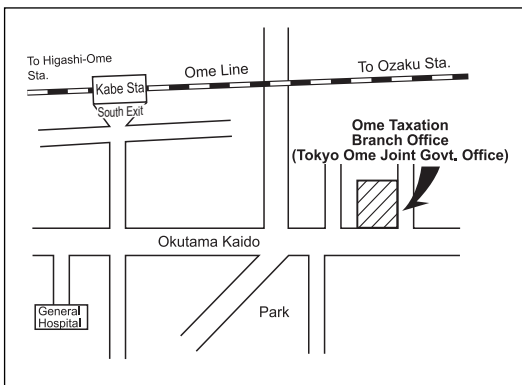 To Higashi-Ome
Sta.
Kabe Sta
South Exit
Ome Line
To Ozaku Sta.
Ome Taxation
Branch Office
(Tokyo Ome Joint Govt. Office)
Okutama Kaido
General
Hospital
Park